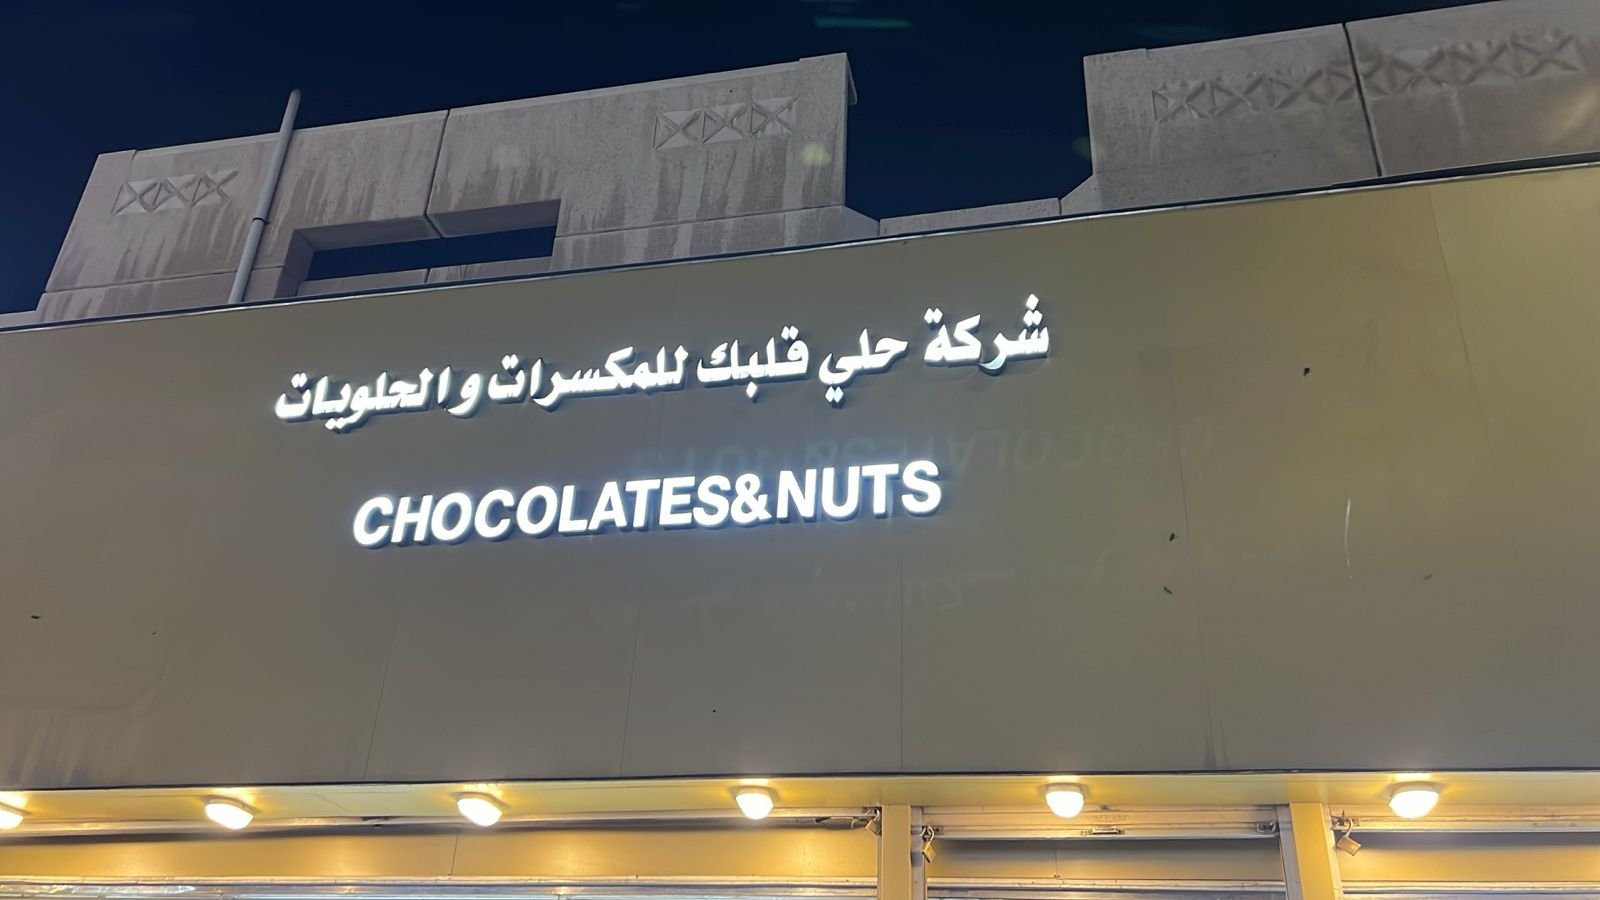 شركة حلي قلبك للمكسرات و الحلويات
CHOCOLATES&NUTS